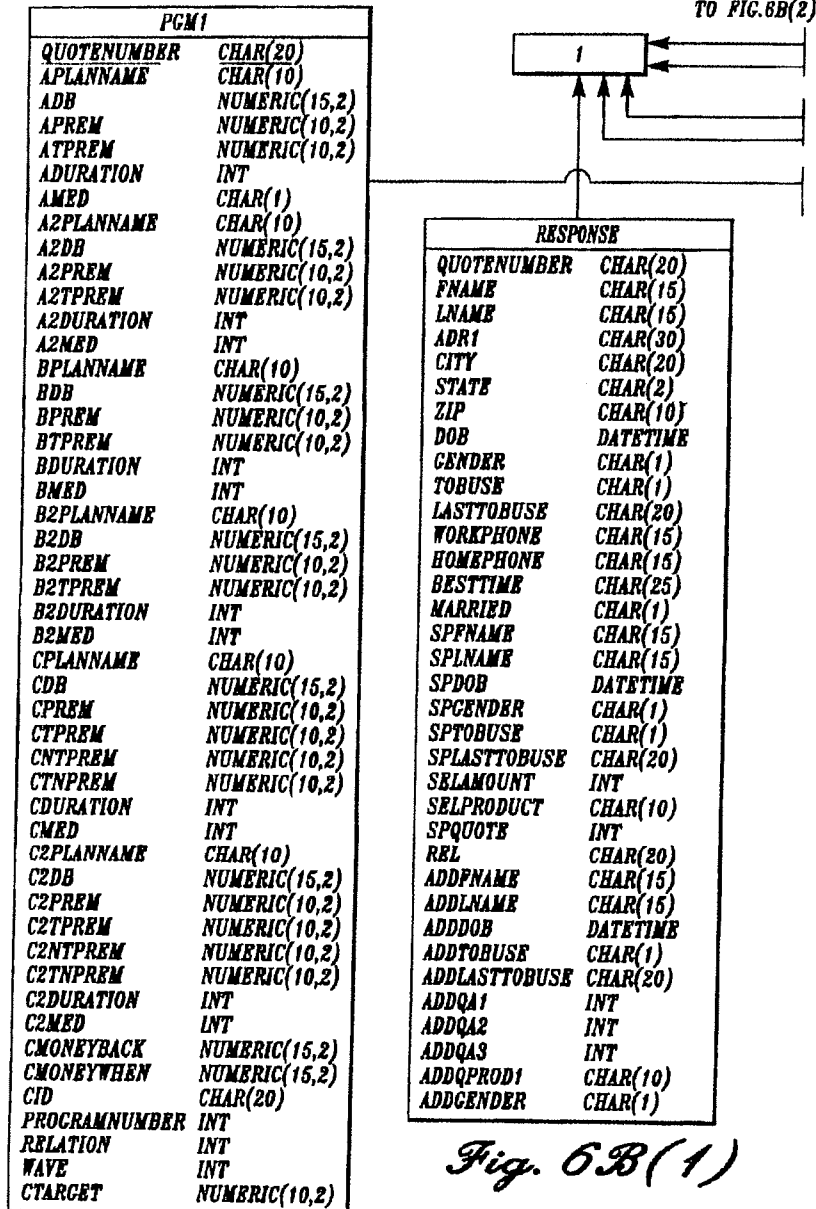 TO FIG.6B(2)
PGM1
QUOTENUMBER CHAR(20)
APLANNAME CHAR(10)
ADB NUMERIC(15,2)
APREM NUMERIC(10,2)
ATPREM NUMERIC(10,2)
ADURATION INT
AMED CHAR(1)
A2PLANNAME CHAR(10)
A2DB NUMERIC(15,2)
A2PREM NUMERIC(10,2)
A2TPREM NUMERIC(10,2)
A2DURATION INT
A2MED INT
BPLANNAME CHAR(10)
BDB NUMERIC(15,2)
BPREM NUMERIC(10,2)
BTPREM NUMERIC(10,2)
BDURATION INT
BMED INT
B2PLANNAME CHAR(10)
B2DB NUMERIC(15,2)
B2PREM NUMERIC(10,2)
B2TPREM NUMERIC(10,2)
B2DURATION INT
B2MED INT
CPLANNAME CHAR(10)
CDB NUMERIC(15,2)
CPREM NUMERIC(10,2)
CTPREM NUMERIC(10,2)
CNTPREM NUMERIC(10,2)
CTNPREM NUMERIC(10,2)
CDURATION INT
CMED INT
C2PLANNAME CHAR(10)
C2DB NUMERIC(15,2)
C2PREM NUMERIC(10,2)
C2TPREM NUMERIC(10,2)
C2NTPREM NUMERIC(10,2)
C2TNPREM NUMERIC(10,2)
C2DURATION INT
C2MED INT
CMONEYBACK NUMERIC(15,2)
CMONEYWHEN NUMERIC(15,2)
CID CHAR(20)
PROGRAMNUMBER INT
RELATION INT
WAVE INT
CTARGET NUMERIC(10,2)
1
RESPONSE
QUOTENUMBER CHAR(20)
FNAME CHAR(15)
LNAME CHAR(15)
ADR1 CHAR(30)
CITY CHAR(20)
STATE CHAR(2)
ZIP CHAR(10)
DOB DATETIME
GENDER CHAR(1)
TOBUSE CHAR(1)
LASTTOBUSE CHAR(20)
WORKPHONE CHAR(15)
HOMEPHONE CHAR(15)
BESTTIME CHAR(25)
MARRIED CHAR(1)
SPFNAME CHAR(15)
SPLNAME CHAR(15)
SPDOB DATETIME
SPGENDER CHAR(1)
SPTOBUSE CHAR(1)
SPLASTTOBUSE CHAR(20)
SELAMOUNT INT
SELPRODUCT CHAR(10)
SPQUOTE INT
REL CHAR(20)
ADDFNAME CHAR(15)
ADDLNAME CHAR(15)
ADDDOB DATETIME
ADDTOBUSE CHAR(1)
ADDLASTTOBUSE CHAR(20)
ADDQA1 INT
ADDQA2 INT
ADDQA3 INT
ADDQPROD1 CHAR(10)
ADDGENDER CHAR(1)
Fig. 6B(1)